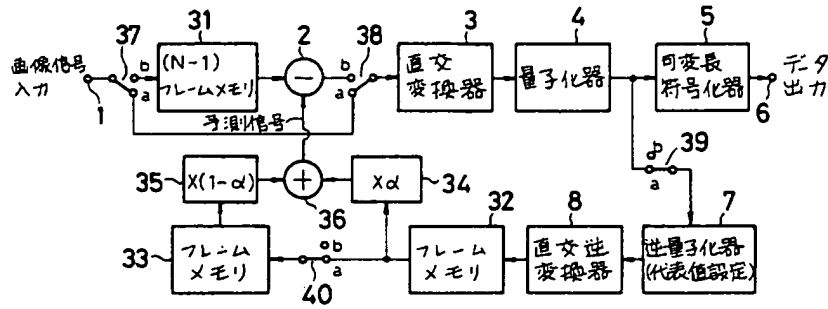 31
2
3
4
5
37
b
(N-1)
フレームメモリ
−
b
38
直交
変換器
量子化器
可変長
符号化器
データ
出力
画像信号
入力
1
a
a
6
予測信号
b
39
a
35
X(1-α)
+
36
Xα
34
32
8
7
33
フレーム
メモリ
b
a
40
フレーム
メモリ
直交逆
変換器
逆量子化器
(代表値設定)